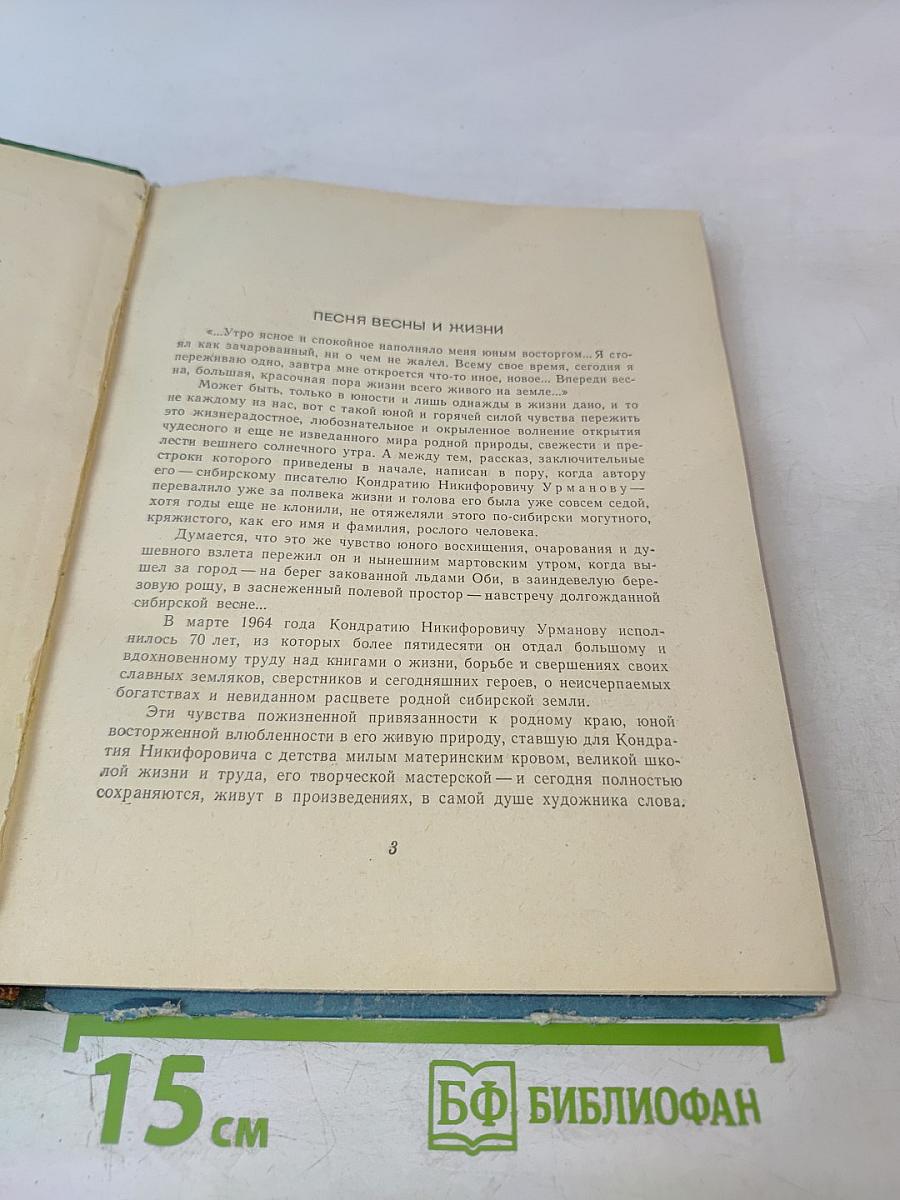 ПЕСНЯ ВЕСНЫ И ЖИЗНИ
«...Утро ясное и спокойное наполняло меня юным восторгом... Я сто-
ял как зачарованный, ни о чем не жалел. Всему свое время, сегодня я
переживаю одно, завтра мне откроется что-то иное, новое... Впереди вес-
на, большая, красочная пора жизни всего живого на земле...»
Может быть, только в юности и лишь однажды в жизни дано, и то
не каждому из нас, вот с такой юной и горячей силой чувства пережить
это жизнерадостное, любознательное и окрыленное волнение открытия
чудесного и еще не изведанного мира родной природы, свежести и пре-
лести вешнего солнечного утра. А между тем, рассказ, заключительные
строки которого приведены в начале, написан в пору, когда автору
его — сибирскому писателю Кондратию Никифоровичу Урманову —
перевалило уже за полвека жизни и голова его была уже совсем седой,
хотя годы еще не клонили, не отяжеляли этого по-сибирски могутного,
кряжистого, как его имя и фамилия, рослого человека.
Думается, что это же чувство юного восхищения, очарования и ду-
шевного взлета пережил он и нынешним мартовским утром, когда вы-
шел за город — на берег закованной льдами Оби, в заиндевелую бере-
зовую рощу, в заснеженный полевой простор — навстречу долгожданной
сибирской весне...
В марте 1964 года Кондратию Никифоровичу Урманову испол-
нилось 70 лет, из которых более пятидесяти он отдал большому и
вдохновенному труду над книгами о жизни, борьбе и свершениях своих
славных земляков, сверстников и сегодняшних героев, о неисчерпаемых
богатствах и невиданном расцвете родной сибирской земли.
Эти чувства пожизненной привязанности к родному краю, юной
восторженной влюбленности в его живую природу, ставшую для Кондра-
тия Никифоровича с детства милым материнским кровом, великой шко-
лой жизни и труда, его творческой мастерской — и сегодня полностью
сохраняются, живут в произведениях, в самой душе художника слова.
3
15 см
БФ БИБЛИОФАН